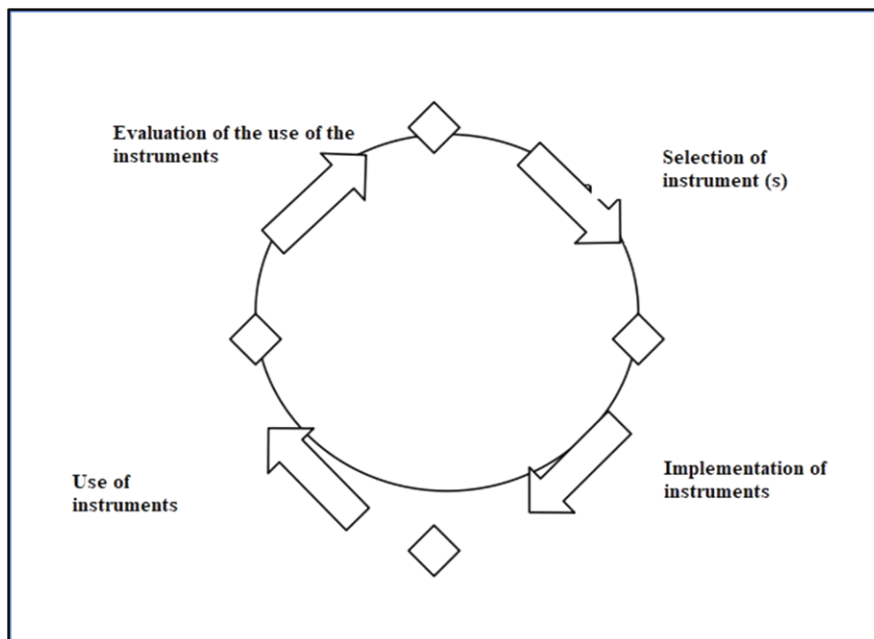 Evaluation of the use of the
instruments
Selection of
instrument (s)
Use of
instruments
Implementation of
instruments